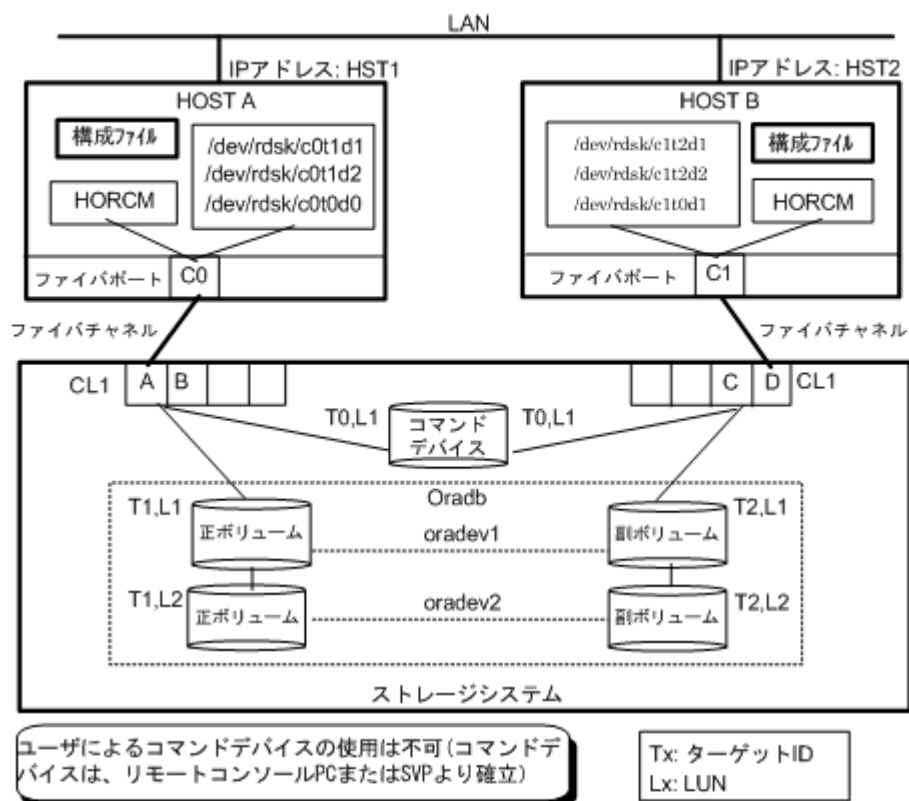 LAN
IPアドレス: HST1
IPアドレス: HST2
HOST A
構成ファイル
/dev/rdsk/c0t1d1
/dev/rdsk/c0t1d2
/dev/rdsk/c0t0d0
HORCM
ファイバポート
C0
HOST B
/dev/rdsk/c1t2d1
/dev/rdsk/c1t2d2
/dev/rdsk/c1t0d1
構成ファイル
HORCM
ファイバポート
C1
ファイバチャネル
ファイバチャネル
CL1
A
B
C
D
CL1
T0,L1
コマンド
デバイス
T0,L1
Oradb
T1,L1
正ボリューム
oradev1
副ボリューム
T2,L1
T1,L2
正ボリューム
oradev2
副ボリューム
T2,L2
ストレージシステム
ユーザによるコマンドデバイスの使用は不可(コマンドデ
バイスは、リモートコンソールPCまたはSVPより確立)
Tx: ターゲットID
Lx: LUN